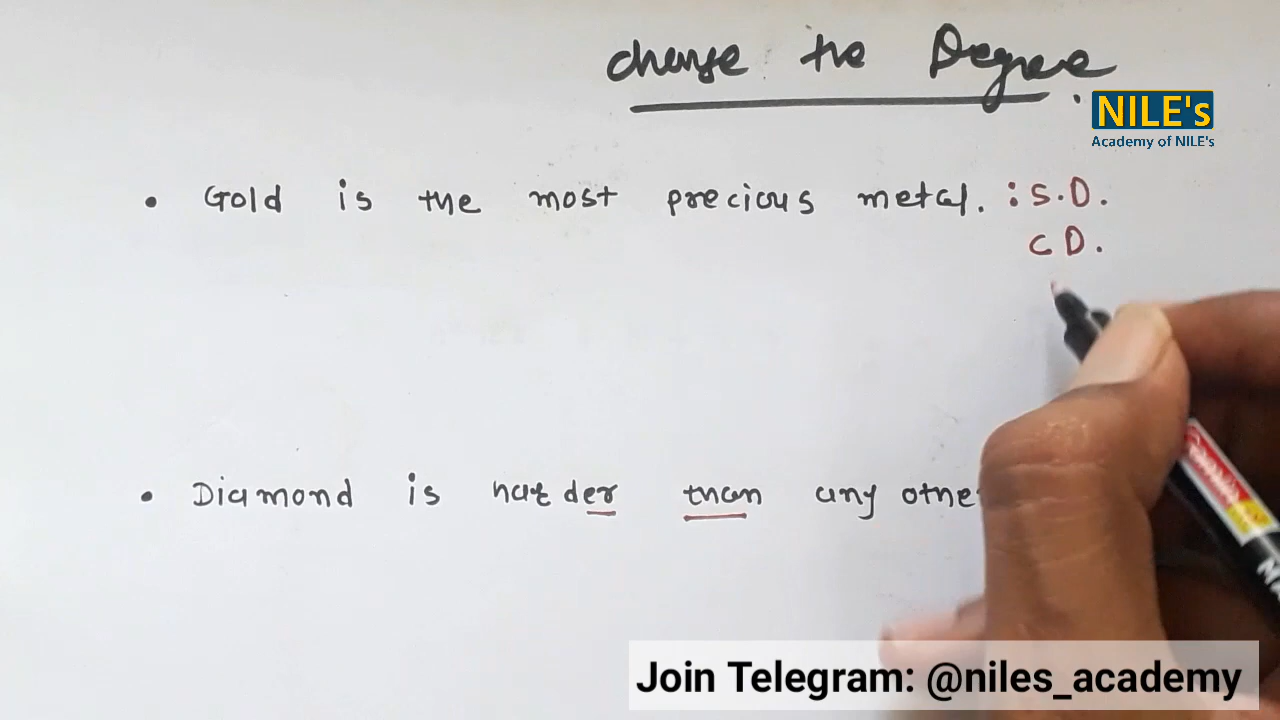 change the Degree.
NILE's
Academy of NILE's
• Gold is the most precious metal. : S.D.
C D.
• Diamond is harder than any othe
Join Telegram: @niles_academy